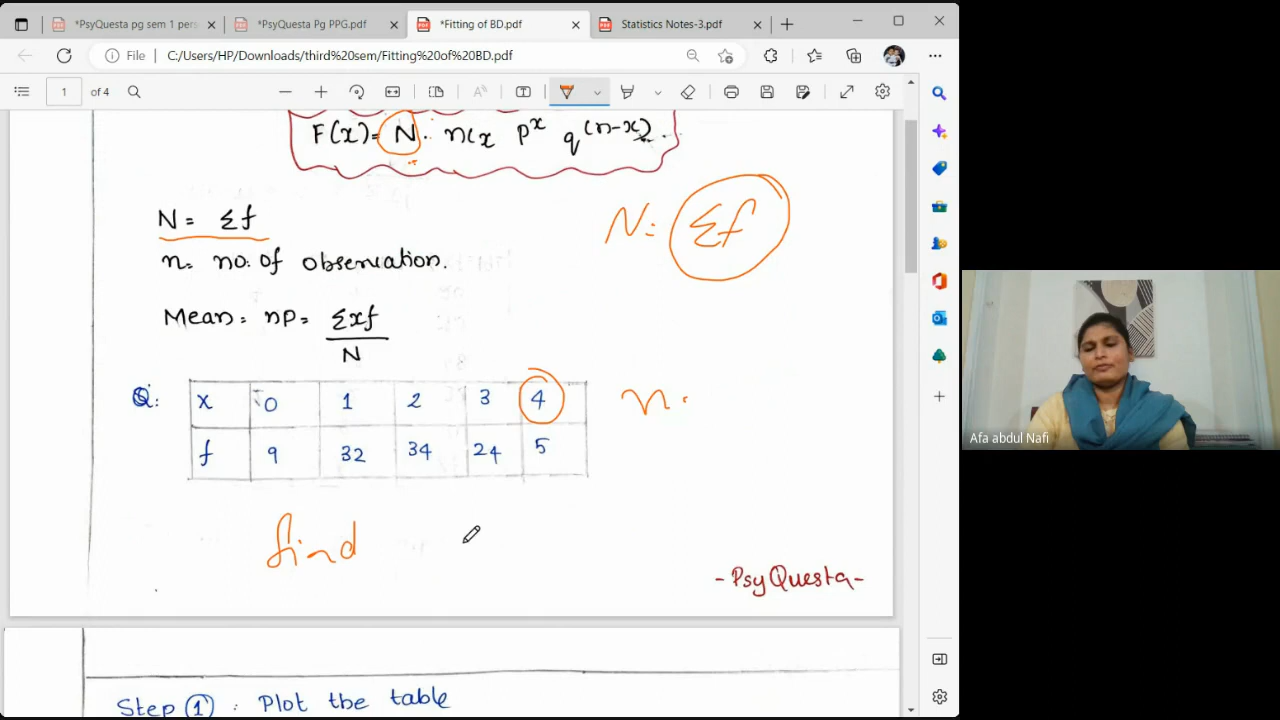 *PsyQuesta pg sem 1 pers
*PsyQuesta Pg PPG.pdf
*Fitting of BD.pdf
Statistics Notes-3.pdf
File
C:/Users/HP/Downloads/third%20sem/Fitting%20of%20BD.pdf
1 of 4
F(x)= N . ncx p^x q^(n-x).
N = Σf
N = Σf
n= no. of observation.
Mean = np = Σxf / N
Q: x 0 1 2 3 4
n.
f 9 32 34 24 5
find
-PsyQuesta-
Step 1 : Plot the table
Afa abdul Nafi